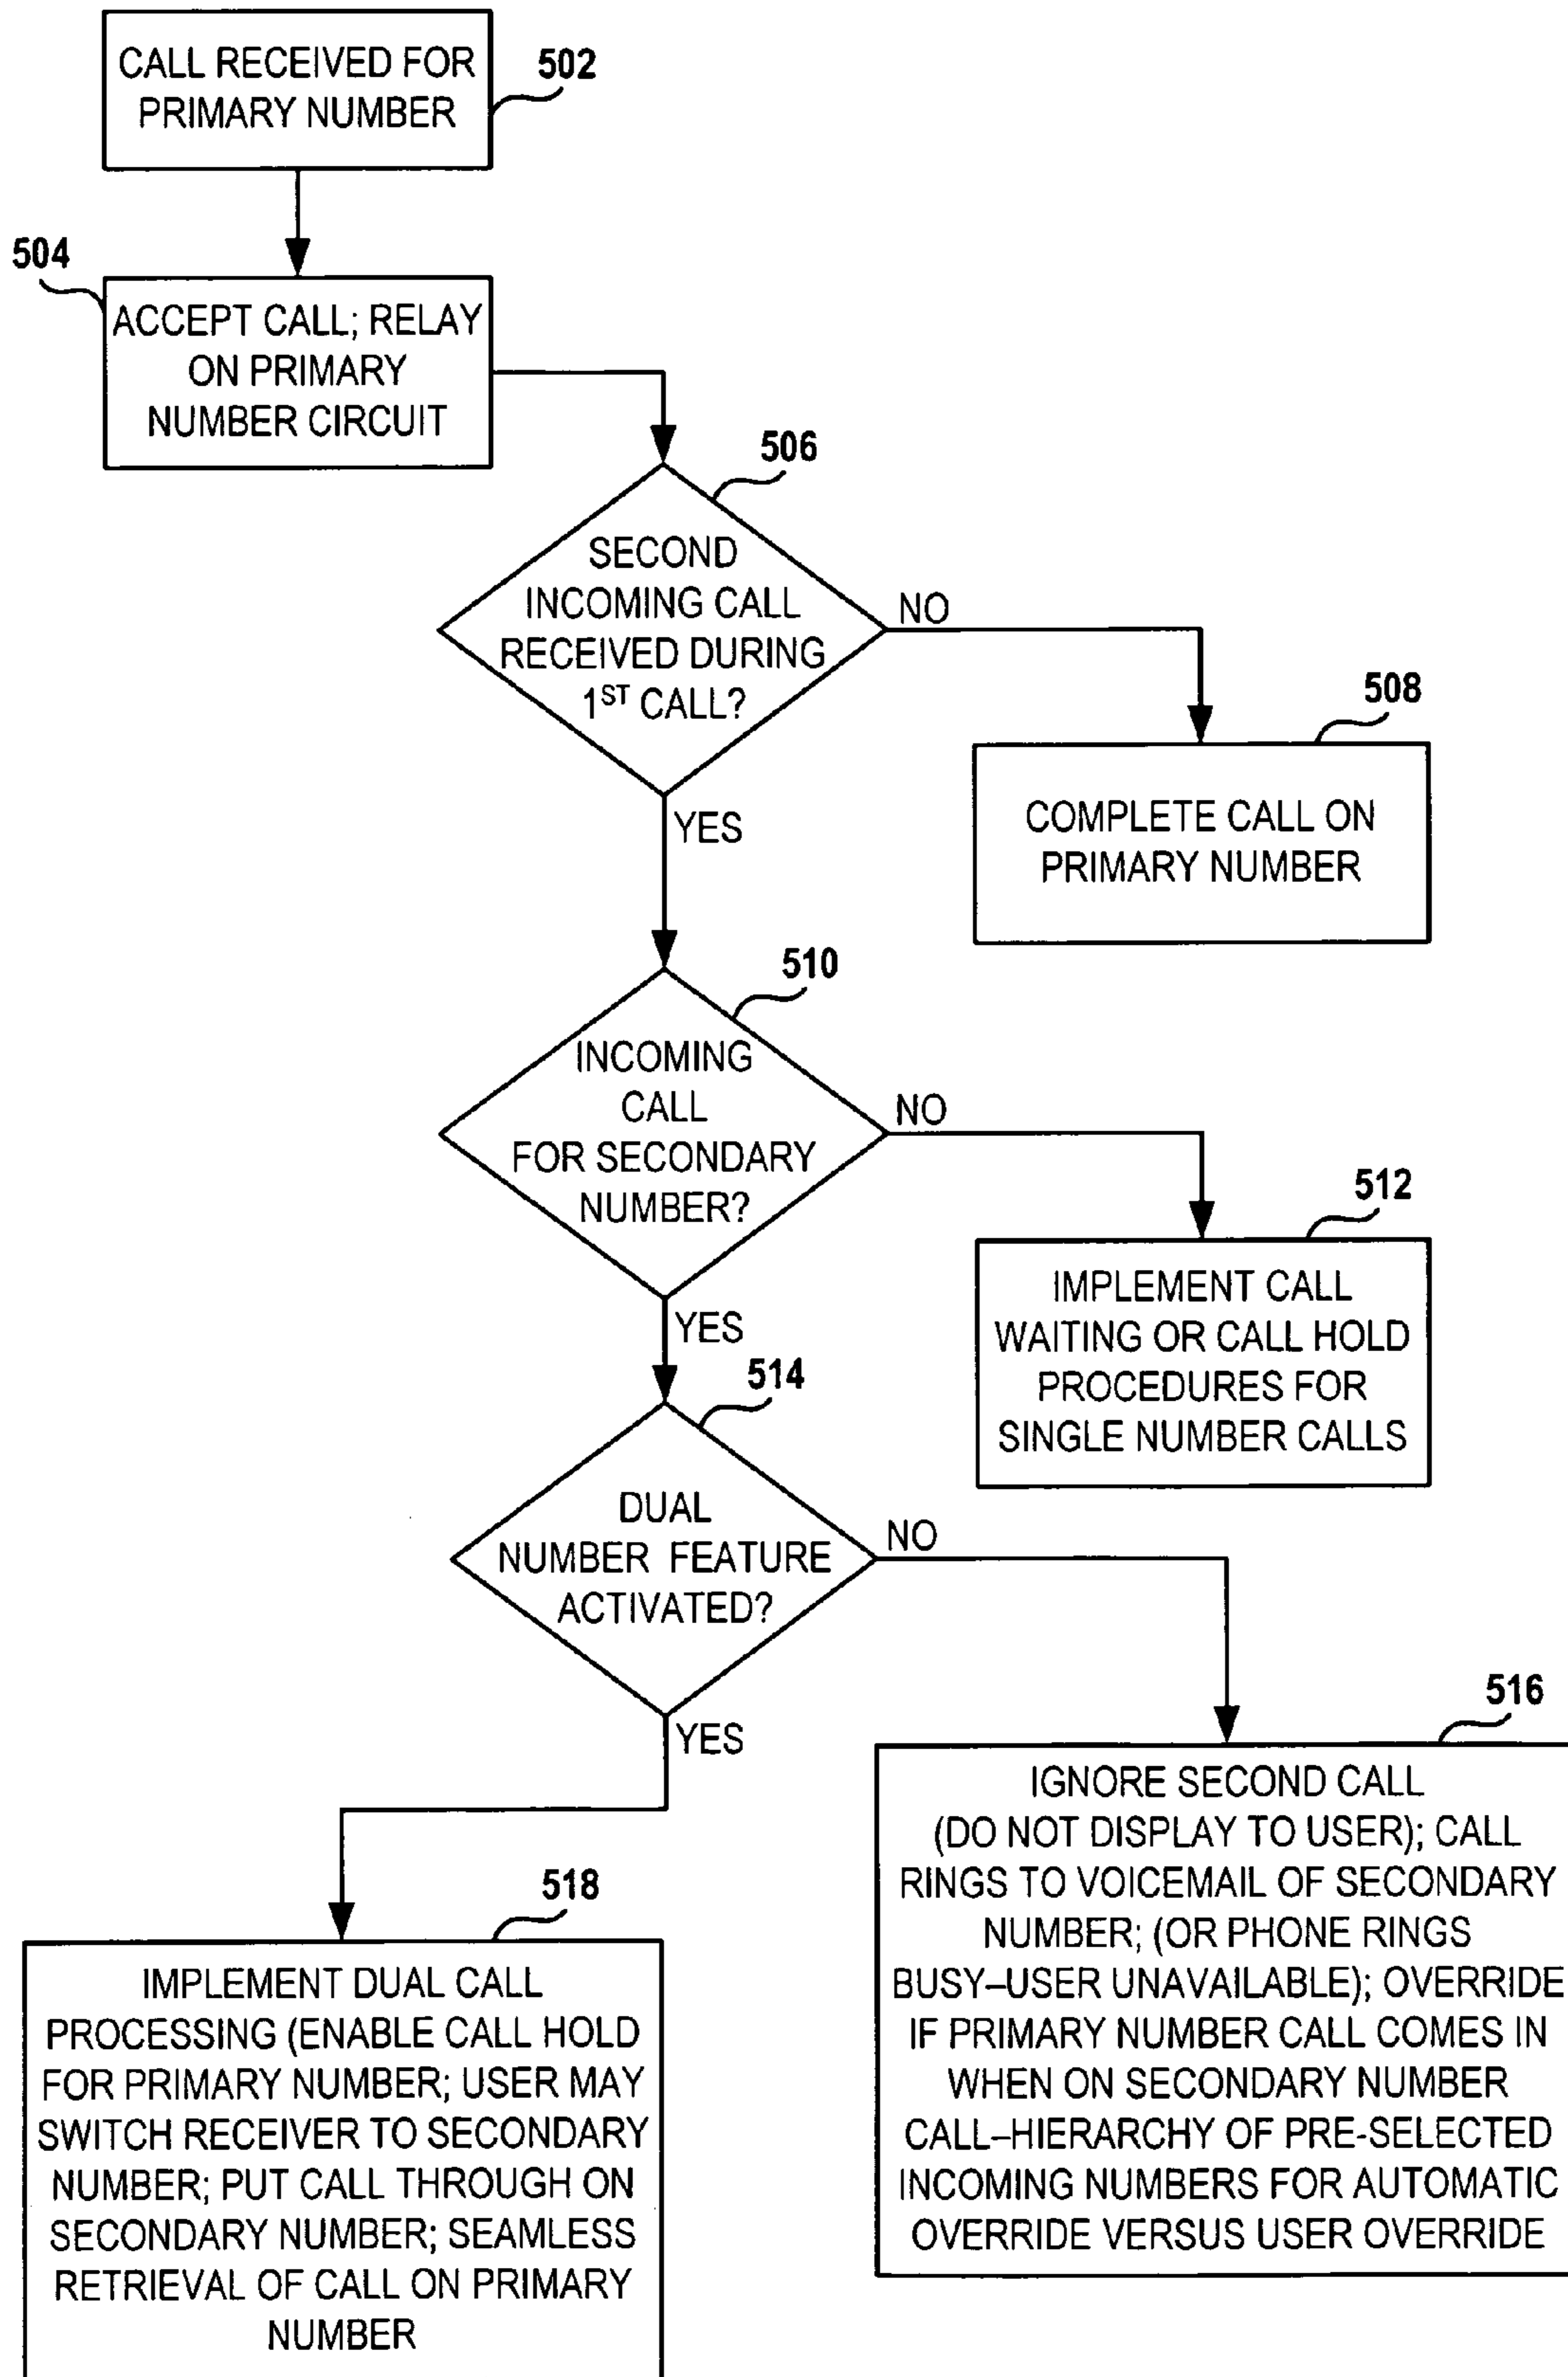 CALL RECEIVED FOR
PRIMARY NUMBER
502
504
ACCEPT CALL; RELAY
ON PRIMARY
NUMBER CIRCUIT
506
SECOND
INCOMING CALL
RECEIVED DURING
1ST CALL?
NO
508
COMPLETE CALL ON
PRIMARY NUMBER
YES
510
INCOMING
CALL
FOR SECONDARY
NUMBER?
NO
512
IMPLEMENT CALL
WAITING OR CALL HOLD
PROCEDURES FOR
SINGLE NUMBER CALLS
YES
514
DUAL
NUMBER FEATURE
ACTIVATED?
NO
516
IGNORE SECOND CALL
(DO NOT DISPLAY TO USER); CALL
RINGS TO VOICEMAIL OF SECONDARY
NUMBER; (OR PHONE RINGS
BUSY–USER UNAVAILABLE); OVERRIDE
IF PRIMARY NUMBER CALL COMES IN
WHEN ON SECONDARY NUMBER
CALL–HIERARCHY OF PRE-SELECTED
INCOMING NUMBERS FOR AUTOMATIC
OVERRIDE VERSUS USER OVERRIDE
YES
518
IMPLEMENT DUAL CALL
PROCESSING (ENABLE CALL HOLD
FOR PRIMARY NUMBER; USER MAY
SWITCH RECEIVER TO SECONDARY
NUMBER; PUT CALL THROUGH ON
SECONDARY NUMBER; SEAMLESS
RETRIEVAL OF CALL ON PRIMARY
NUMBER